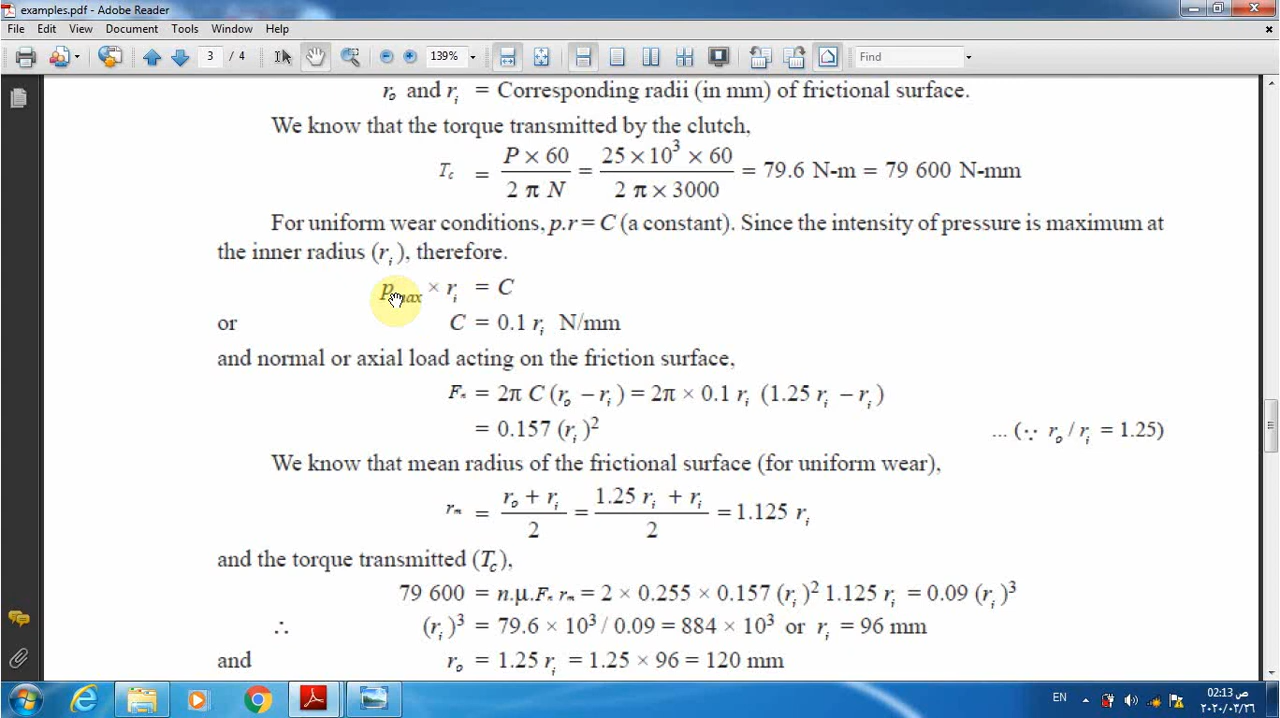 examples.pdf - Adobe Reader
File Edit View Document Tools Window Help
3 / 4 139% Find
r_o and r_i = Corresponding radii (in mm) of frictional surface.
We know that the torque transmitted by the clutch,
T_c = P × 60 / 2 π N = 25 × 10³ × 60 / 2 π × 3000 = 79.6 N-m = 79 600 N-mm
For uniform wear conditions, p.r = C (a constant). Since the intensity of pressure is maximum at
the inner radius (r_i), therefore.
p_max × r_i = C
or C = 0.1 r_i N/mm
and normal or axial load acting on the friction surface,
F_n = 2π C (r_o – r_i) = 2π × 0.1 r_i (1.25 r_i – r_i)
= 0.157 (r_i)² ... (∵ r_o / r_i = 1.25)
We know that mean radius of the frictional surface (for uniform wear),
r_m = r_o + r_i / 2 = 1.25 r_i + r_i / 2 = 1.125 r_i
and the torque transmitted (T_c),
79 600 = n.μ.F_n r_m = 2 × 0.255 × 0.157 (r_i)² 1.125 r_i = 0.09 (r_i)³
∴ (r_i)³ = 79.6 × 10³ / 0.09 = 884 × 10³ or r_i = 96 mm
and r_o = 1.25 r_i = 1.25 × 96 = 120 mm
EN 02:13 ص
٢٠٢٠/٠٣/٢٦